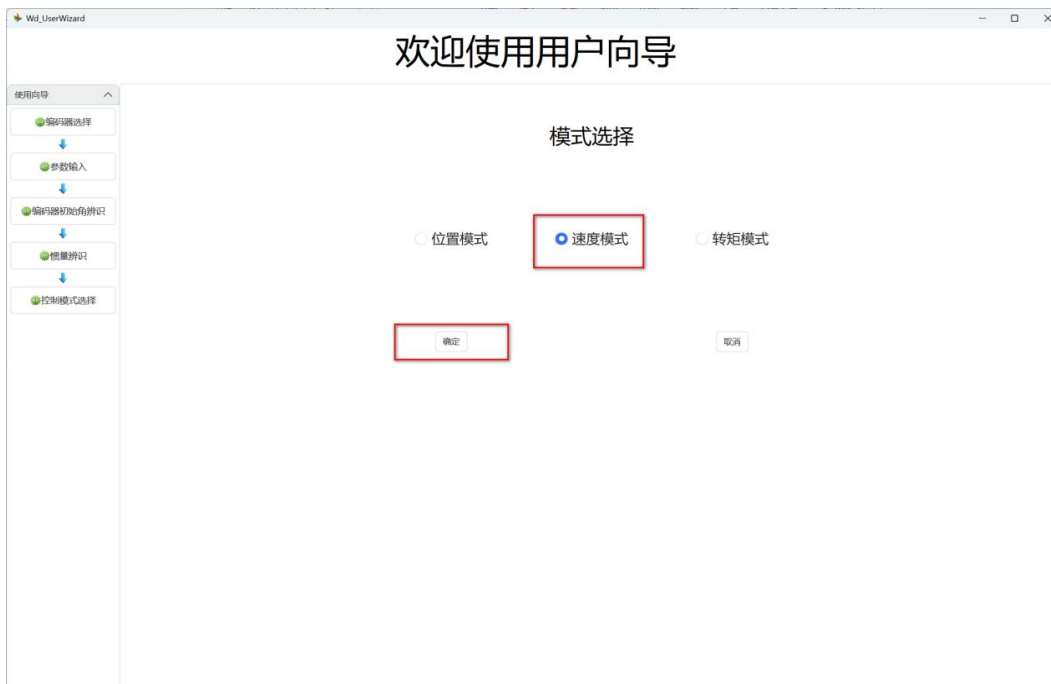 Wd_UserWizard
欢迎使用用户向导
使用向导
编码器选择
参数输入
编码器初始角辨识
惯量辨识
控制模式选择
模式选择
位置模式 速度模式 转矩模式
确定 取消